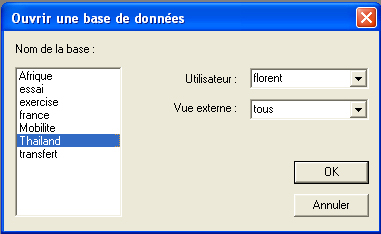 Ouvrir une base de données
Nom de la base :
Afrique
essai
exercise
france
Mobilite
Thailand
transfert
Utilisateur :
florent
Vue externe :
tous
OK
Annuler